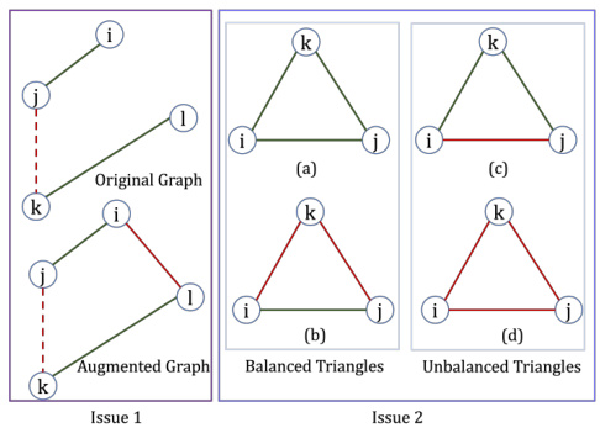 i
j
l
Original Graph
k
i
j
l
Augmented Graph
k
Issue 1
k
i
j
(a)
k
i
j
(c)
k
i
j
(b)
k
i
j
(d)
Balanced Triangles
Unbalanced Triangles
Issue 2